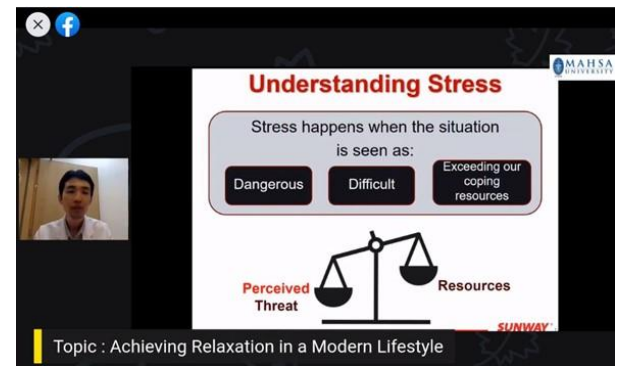 MAHSA
UNIVERSITY
Understanding Stress
Stress happens when the situation
is seen as:
Dangerous
Difficult
Exceeding our
coping
resources
Perceived
Threat
Resources
SUNWAY
Topic : Achieving Relaxation in a Modern Lifestyle